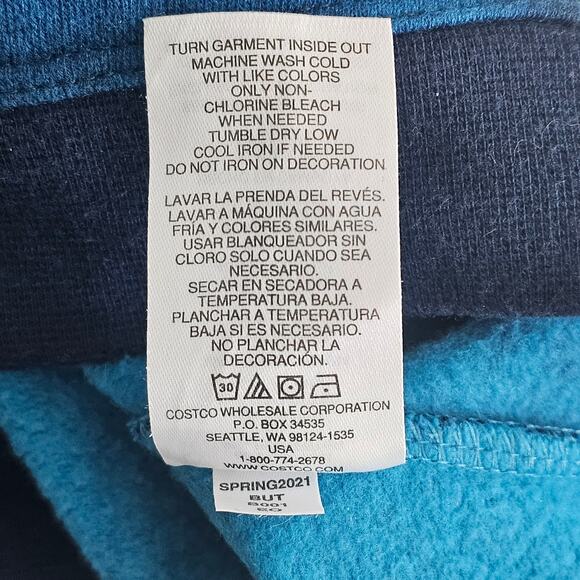 TURN GARMENT INSIDE OUT
MACHINE WASH COLD
WITH LIKE COLORS
ONLY NON-
CHLORINE BLEACH
WHEN NEEDED
TUMBLE DRY LOW
COOL IRON IF NEEDED
DO NOT IRON ON DECORATION
LAVAR LA PRENDA DEL REVÉS.
LAVAR A MÁQUINA CON AGUA
FRÍA Y COLORES SIMILARES.
USAR BLANQUEADOR SIN
CLORO SOLO CUANDO SEA
NECESARIO.
SECAR EN SECADORA A
TEMPERATURA BAJA.
PLANCHAR A TEMPERATURA
BAJA SI ES NECESARIO.
NO PLANCHAR LA
DECORACIÓN.
30
COSTCO WHOLESALE CORPORATION
P.O. BOX 34535
SEATTLE, WA 98124-1535
USA
1-800-774-2678
WWW.COSTCO.COM
SPRING2021
BUT